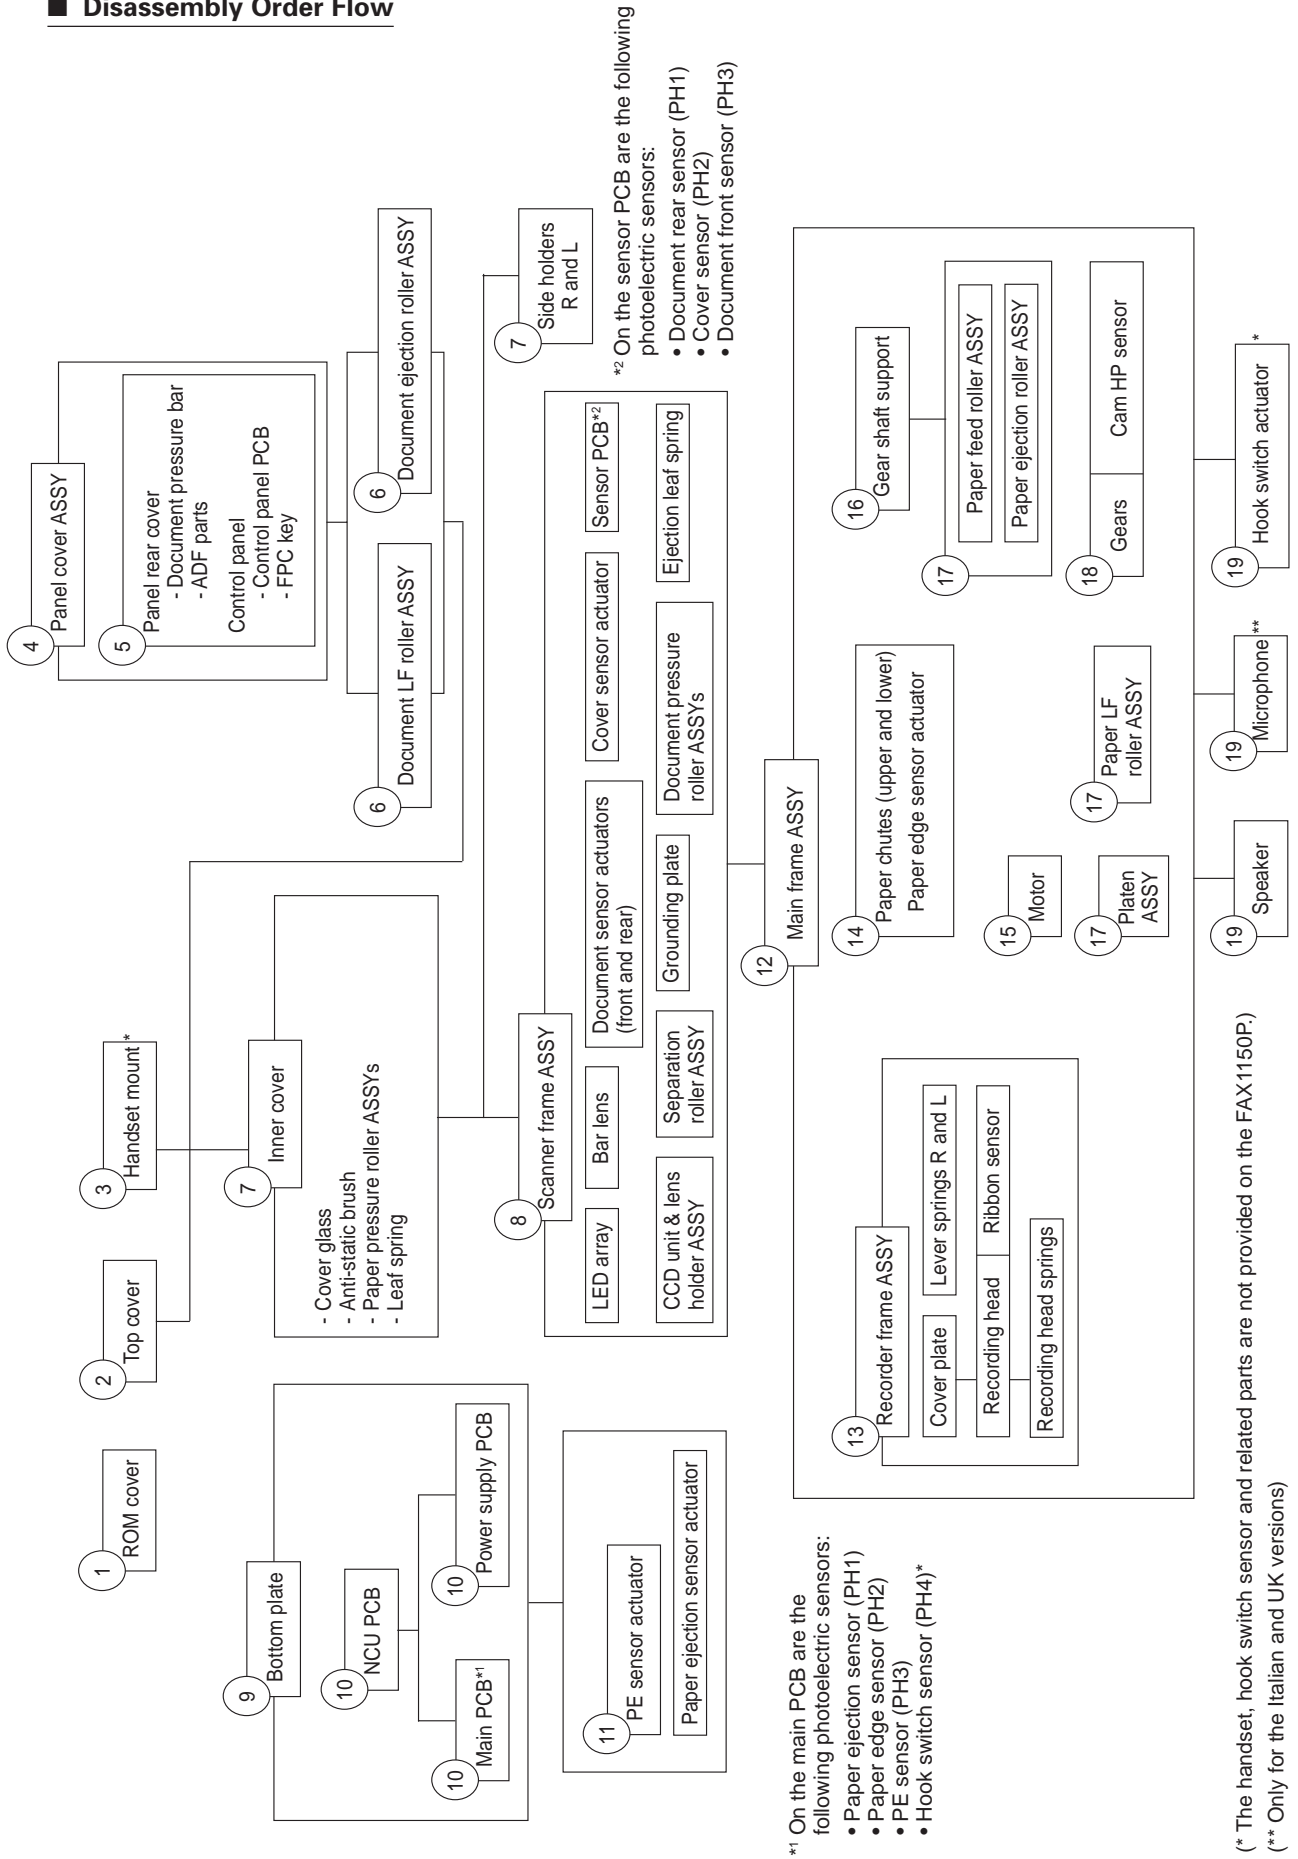 ■ Disassembly Order Flow
1
ROM cover
2
Top cover
3
Handset mount *
4
Panel cover ASSY
5
Panel rear cover
- Document pressure bar
- ADF parts
Control panel
- Control panel PCB
- FPC key
6
Document LF roller ASSY
6
Document ejection roller ASSY
7
Inner cover
- Cover glass
- Anti-static brush
- Paper pressure roller ASSYs
- Leaf spring
7
Side holders
R and L
8
Scanner frame ASSY
LED array
Bar lens
Document sensor actuators
(front and rear)
Cover sensor actuator
Sensor PCB*2
CCD unit & lens
holder ASSY
Separation
roller ASSY
Grounding plate
Document pressure
roller ASSYs
Ejection leaf spring
*2 On the sensor PCB are the following
photoelectric sensors:
• Document rear sensor (PH1)
• Cover sensor (PH2)
• Document front sensor (PH3)
9
Bottom plate
10
NCU PCB
10
Main PCB*1
10
Power supply PCB
11
PE sensor actuator
Paper ejection sensor actuator
*1 On the main PCB are the
following photoelectric sensors:
• Paper ejection sensor (PH1)
• Paper edge sensor (PH2)
• PE sensor (PH3)
• Hook switch sensor (PH4)*
12
Main frame ASSY
13
Recorder frame ASSY
Cover plate
Lever springs R and L
Recording head
Ribbon sensor
Recording head springs
14
Paper chutes (upper and lower)
Paper edge sensor actuator
15
Motor
16
Gear shaft support
17
Paper feed roller ASSY
Paper ejection roller ASSY
17
Platen
ASSY
17
Paper LF
roller ASSY
18
Gears
Cam HP sensor
19
Speaker
19
Microphone **
19
Hook switch actuator *
(* The handset, hook switch sensor and related parts are not provided on the FAX1150P.)
(** Only for the Italian and UK versions)